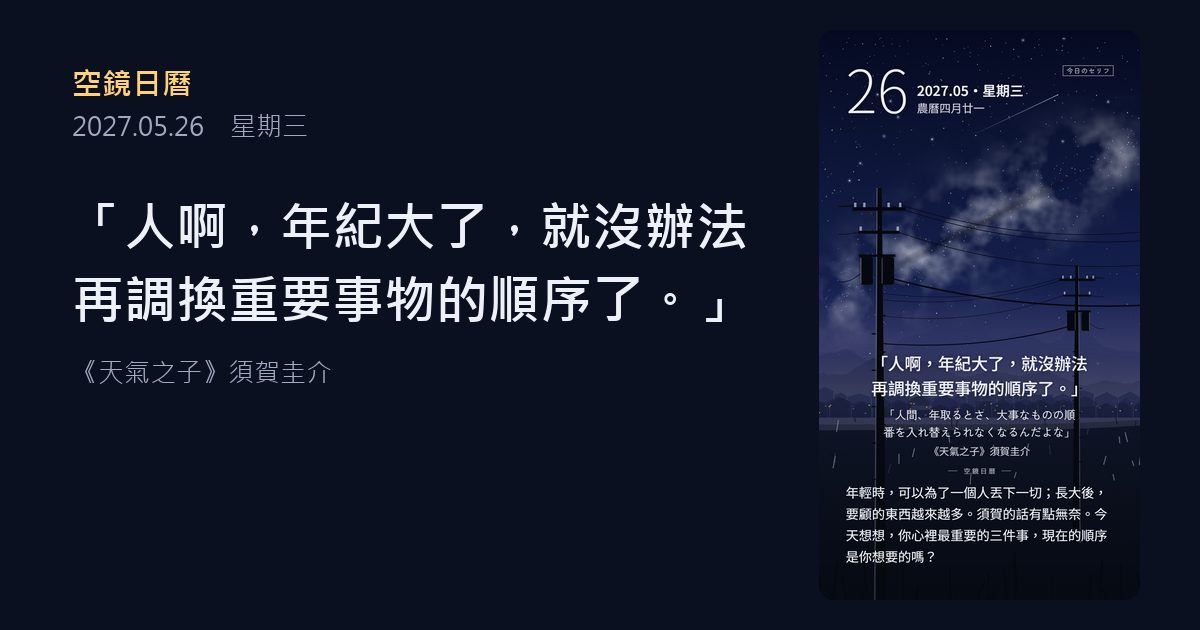 空鏡日曆
2027.05.26 星期三
「人啊，年紀大了，就沒辦法
再調換重要事物的順序了。」
《天氣之子》須賀圭介
今日のセリフ
26
2027.05・星期三
農曆四月廿一
「人啊，年紀大了，就沒辦法
再調換重要事物的順序了。」
「人間、年取るとさ、大事なものの順
番を入れ替えられなくなるんだよな」
《天氣之子》須賀圭介
— 空鏡日曆 —
年輕時，可以為了一個人丟下一切；長大後，
要顧的東西越來越多。須賀的話有點無奈。今
天想想，你心裡最重要的三件事，現在的順序
是你想要的嗎？